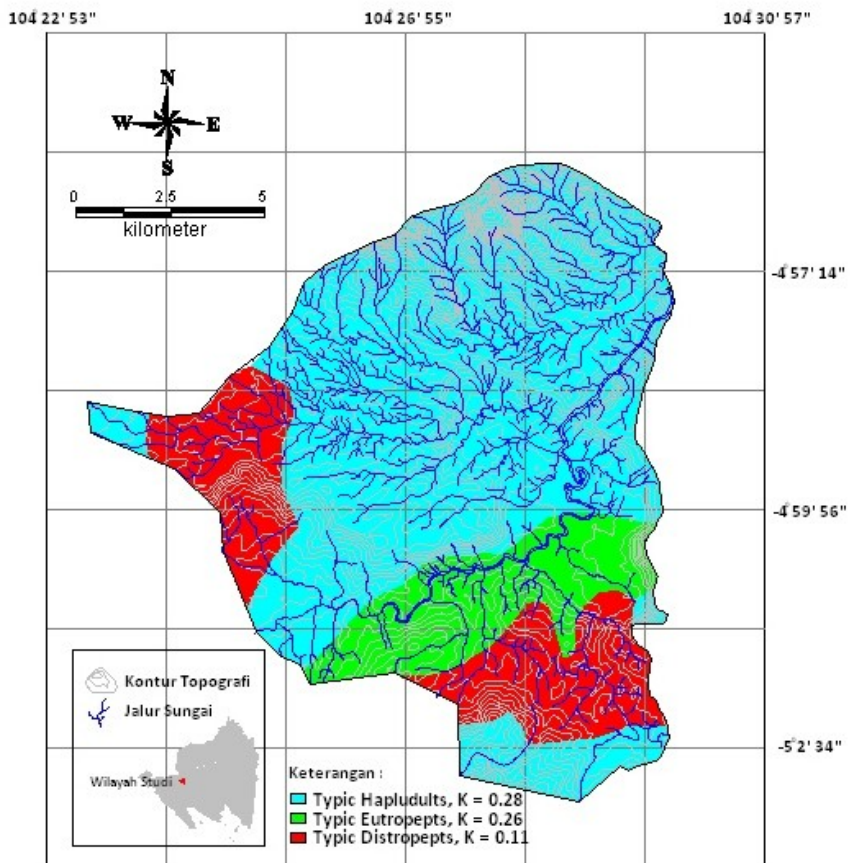 104°22'53" 104°26'55" 104°30'57"
N
W E
S
0 2.5 5
kilometer
-4°57'14"
-4°59'56"
-5°2'34"
Kontur Topografi
Jalur Sungai
Wilayah Studi
Keterangan :
Typic Hapludults, K = 0.28
Typic Eutropepts, K = 0.26
Typic Distropepts, K = 0.11